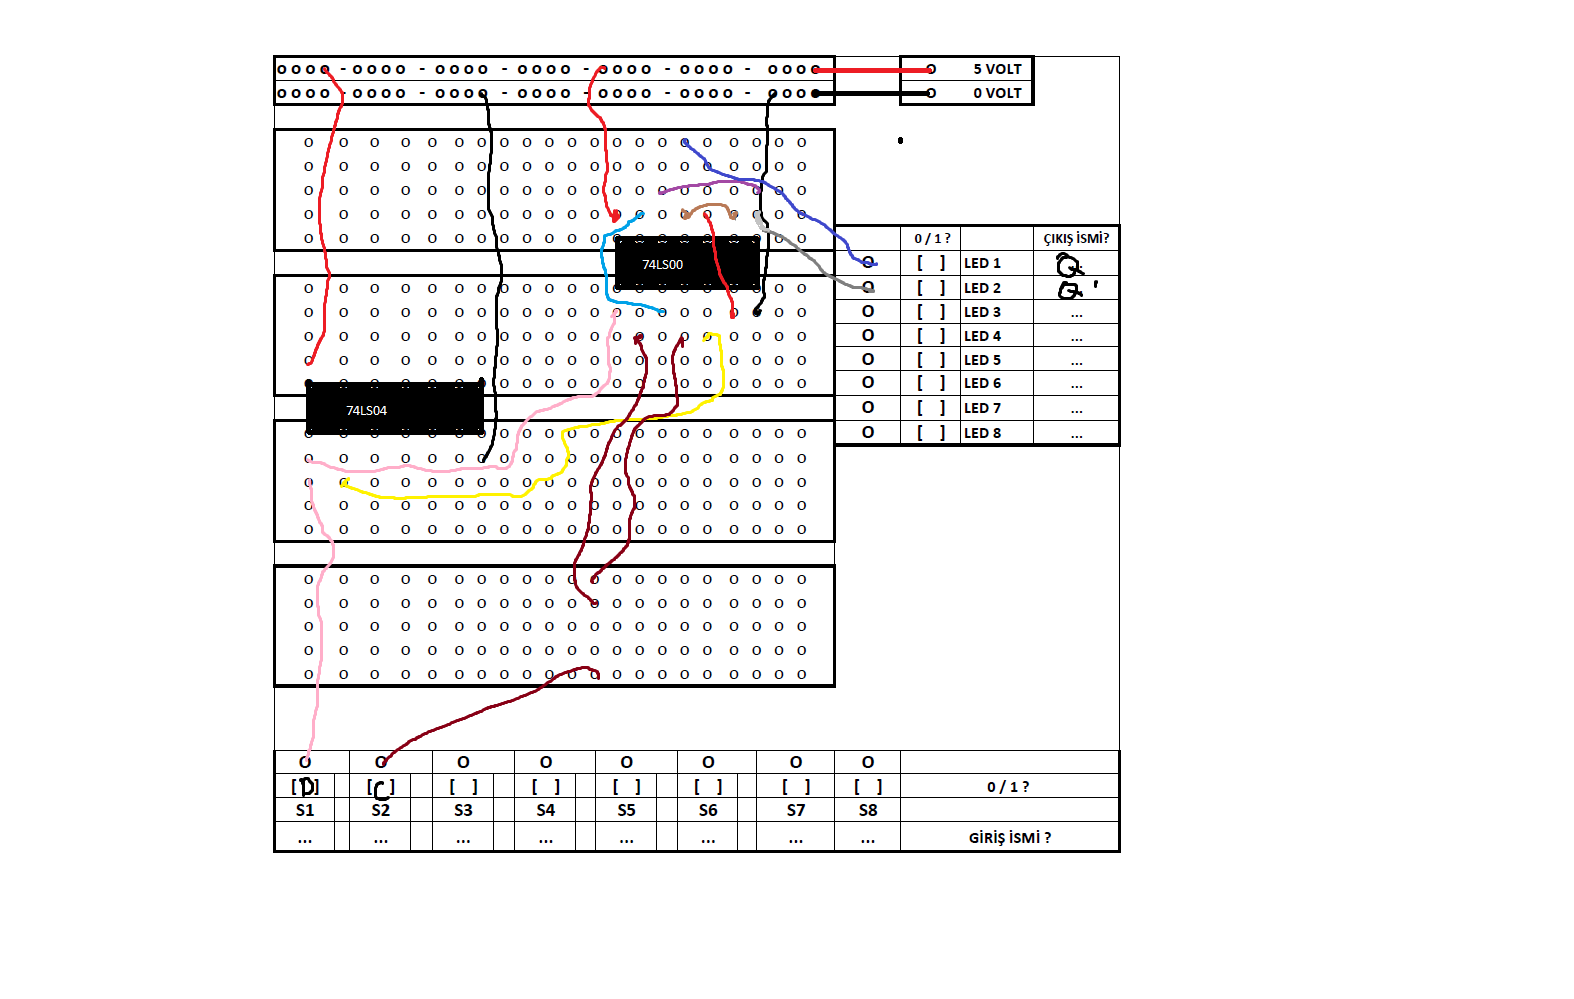 o o o o - o o o o - o o o o - o o o o - o o o o - o o o o - o o o o O 5 VOLT
o o o o - o o o o - o o o o - o o o o - o o o o - o o o o - o o o o O 0 VOLT
0 / 1 ? ÇIKIŞ İSMİ?
74LS00
O [ ] LED 1 Q
O [ ] LED 2 Q'
O [ ] LED 3 ...
O [ ] LED 4 ...
O [ ] LED 5 ...
O [ ] LED 6 ...
74LS04
O [ ] LED 7 ...
O [ ] LED 8 ...
O O O O O O O O
[D] [C] [ ] [ ] [ ] [ ] [ ] [ ] 0 / 1 ?
S1 S2 S3 S4 S5 S6 S7 S8
... ... ... ... ... ... ... ... GİRİŞ İSMİ ?